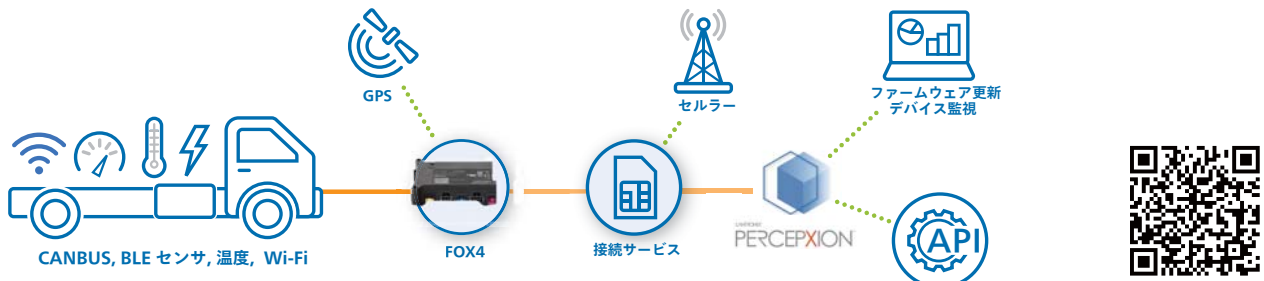 GPS
セルラー
ファームウェア更新
デバイス監視
CANBUS, BLE センサ, 温度, Wi-Fi
FOX4
接続サービス
LANTRONIX
PERCEPXION
API